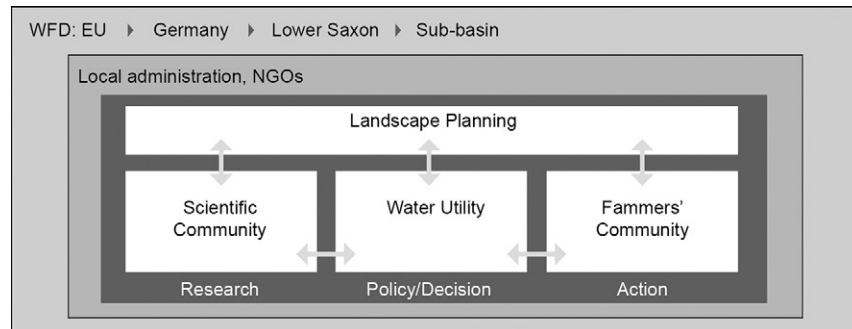 WFD: EU ▸ Germany ▸ Lower Saxon ▸ Sub-basin
Local administration, NGOs
Landscape Planning
Scientific
Community
Water Utility
Fammers’
Community
Research
Policy/Decision
Action